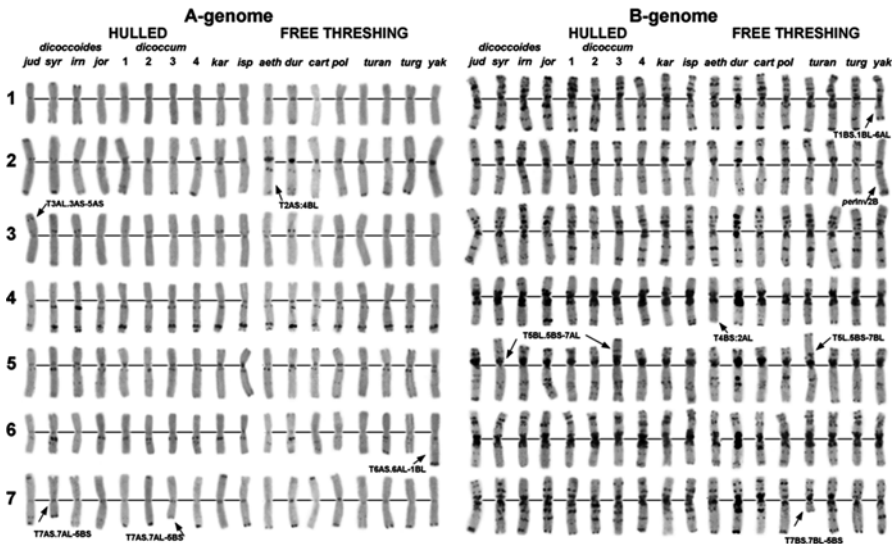 A-genome
HULLED FREE THRESHING
dicoccoides dicoccum
jud syr irn jor 1 2 3 4 kar isp aeth dur cart pol turan turg yak
1
2
T3AL.3AS-5AS
T2AS:4BL
3
4
5
6
T6AS.6AL-1BL
7
T7AS.7AL-5BS
T7AS.7AL-5BS
B-genome
HULLED FREE THRESHING
dicoccoides dicoccum
jud syr irn jor 1 2 3 4 kar isp aeth dur cart pol turan turg yak
T1BS.1BL-6AL
perInv2B
T4BS:2AL
T5BL.5BS-7AL
T5L.5BS-7BL
T7BS.7BL-5BS